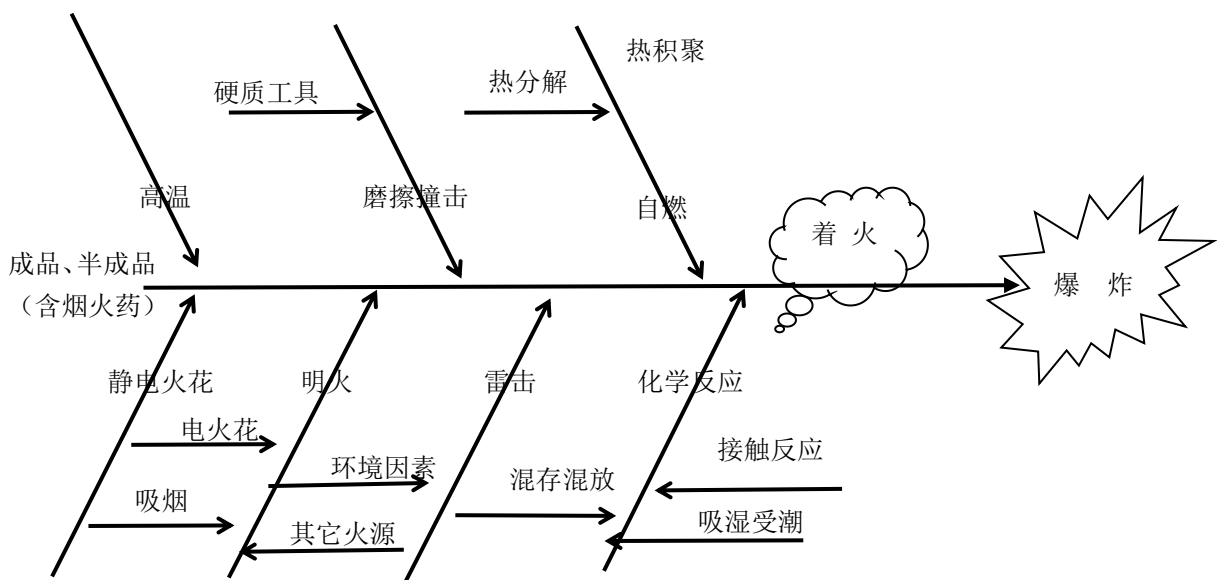 热积聚
热分解
硬质工具
高温
磨擦撞击
自燃
着 火
成品、半成品
（含烟火药）
爆 炸
静电火花
明火
雷击
化学反应
电火花
接触反应
环境因素
混存混放
吸烟
吸湿受潮
其它火源